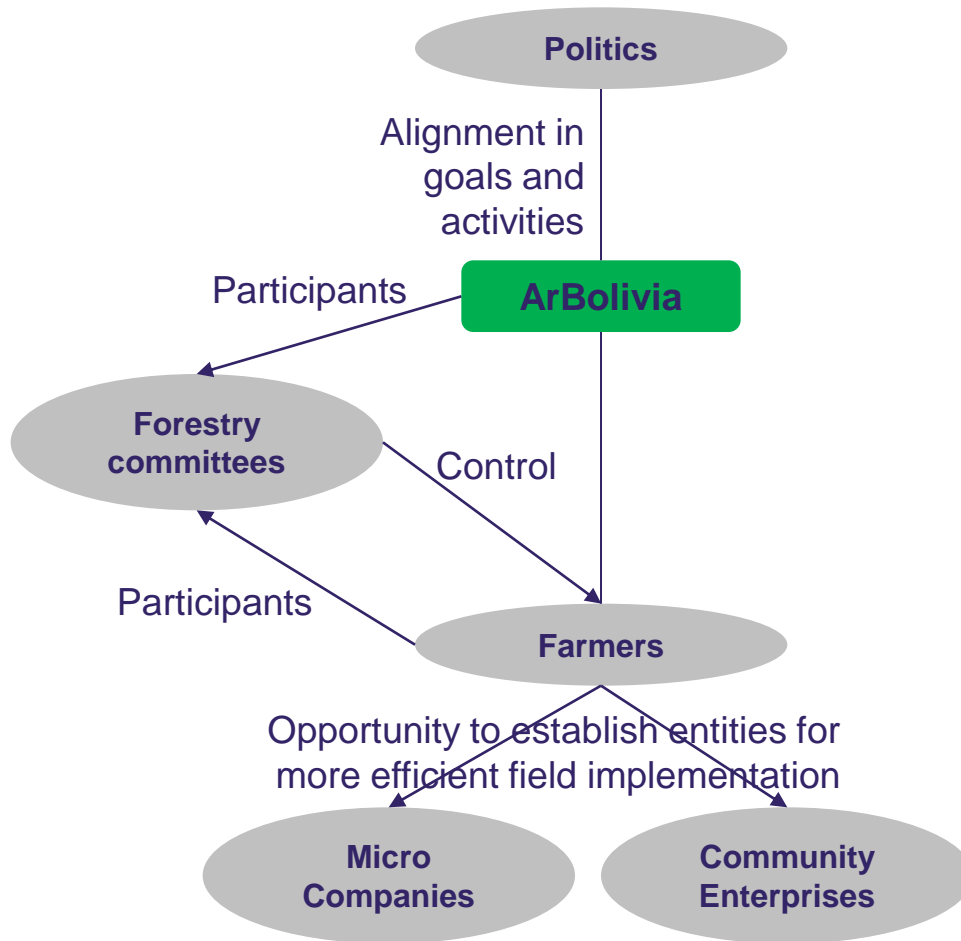 Politics
Alignment in
goals and
activities
ArBolivia
Participants
Forestry
committees
Control
Participants
Farmers
Opportunity to establish entities for
more efficient field implementation
Micro
Companies
Community
Enterprises